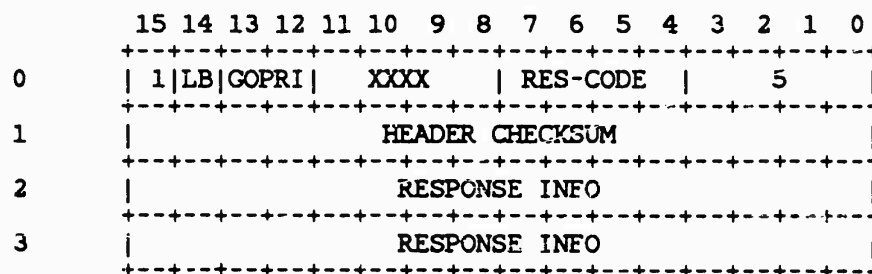 15 14 13 12 11 10 9 8 7 6 5 4 3 2 1 0
+--+--+--+--+--+--+--+--+--+--+--+--+--+--+--+--+
0 | 1|LB|GOPRI| XXXX | RES-CODE | 5 |
+--+--+--+--+--+--+--+--+--+--+--+--+--+--+--+--+
1 | HEADER CHECKSUM |
+--+--+--+--+--+--+--+--+--+--+--+--+--+--+--+--+
2 | RESPONSE INFO |
+--+--+--+--+--+--+--+--+--+--+--+--+--+--+--+--+
3 | RESPONSE INFO |
+--+--+--+--+--+--+--+--+--+--+--+--+--+--+--+--+